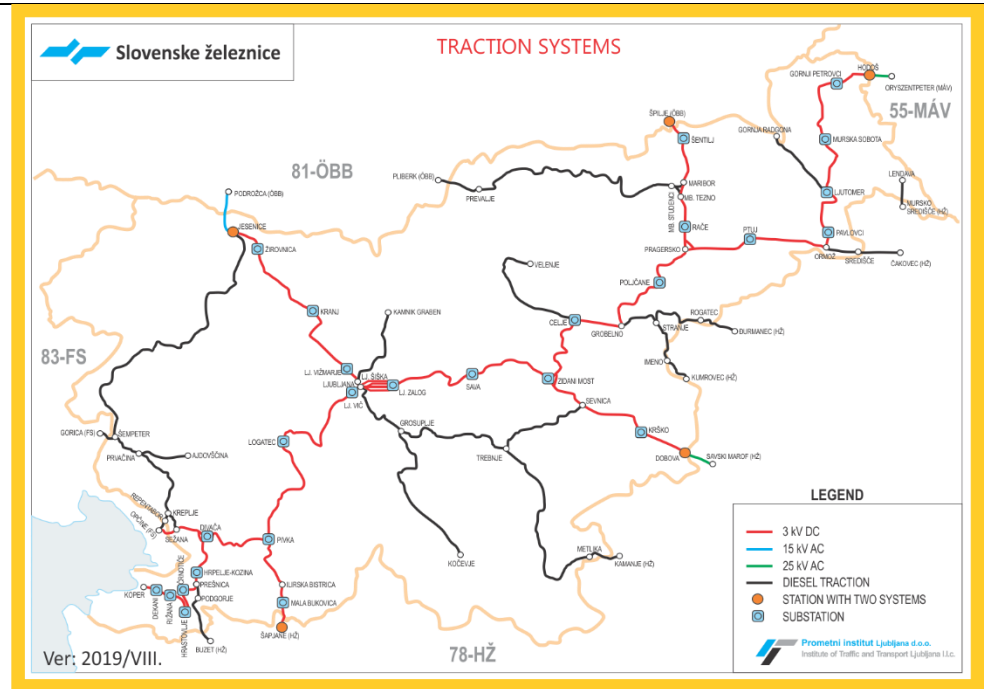 Slovenske železnice
TRACTION SYSTEMS
GORNJI PETROVCI
HODOŠ
ORYSZENTPETER (MÁV)
55-MÁV
ŠPILJE (ÖBB)
ŠENTILJ
GORNJA RADGONA
MURSKA SOBOTA
81-ÖBB
PLIBERK (ÖBB)
PREVALJE
MARIBOR
MB. TEZNO
MB. STUDENCI
LENDAVA
MURSKO
SREDIŠČE (HŽ)
LJUTOMER
PODROŽCA (ÖBB)
JESENICE
ŽIROVNICA
RAČE
PTUJ
PAVLOVCI
PRAGERSKO
ORMOŽ
SREDIŠČE
ČAKOVEC (HŽ)
VELENJE
POLJČANE
KRANJ
KAMNIK GRABEN
CELJE
GROBELNO
STRANJE
ROGATEC
ĐURMANEC (HŽ)
83-FS
LJ. VIŽMARJE
LJ. ŠIŠKA
LJUBLJANA
LJ. VIČ
LJ. ZALOG
SAVA
ZIDANI MOST
IMENO
KUMROVEC (HŽ)
SEVNICA
GORICA (FS)
ŠEMPETER
PRVAČINA
AJDOVŠČINA
LOGATEC
GROSUPLJE
TREBNJE
KRŠKO
DOBOVA
SAVSKI MAROF (HŽ)
REPENTABOR
KREPLJE
OPČINE (FS)
SEŽANA
DIVAČA
PIVKA
KOČEVJE
METLIKA
KAMANJE (HŽ)
HRPELJE-KOZINA
PREŠNICA
ČRNOTIČE
PODGORJE
KOPER
DEKANI
RIŽANA
HRASTOVLJE
BUZET (HŽ)
ILIRSKA BISTRICA
MALA BUKOVICA
ŠAPJANE (HŽ)
78-HŽ
LEGEND
3 kV DC
15 kV AC
25 kV AC
DIESEL TRACTION
STATION WITH TWO SYSTEMS
SUBSTATION
Prometni institut Ljubljana d.o.o.
Institute of Traffic and Transport Ljubljana l.l.c.
Ver: 2019/VIII.